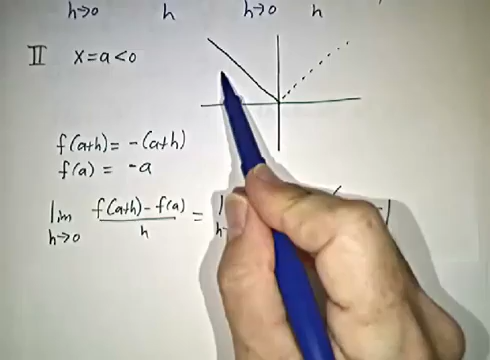 h→0 h h→0 h
II x=a<0
f(a+h) = -(a+h)
f(a) = -a
lim h→0 f(a+h)-f(a) / h =